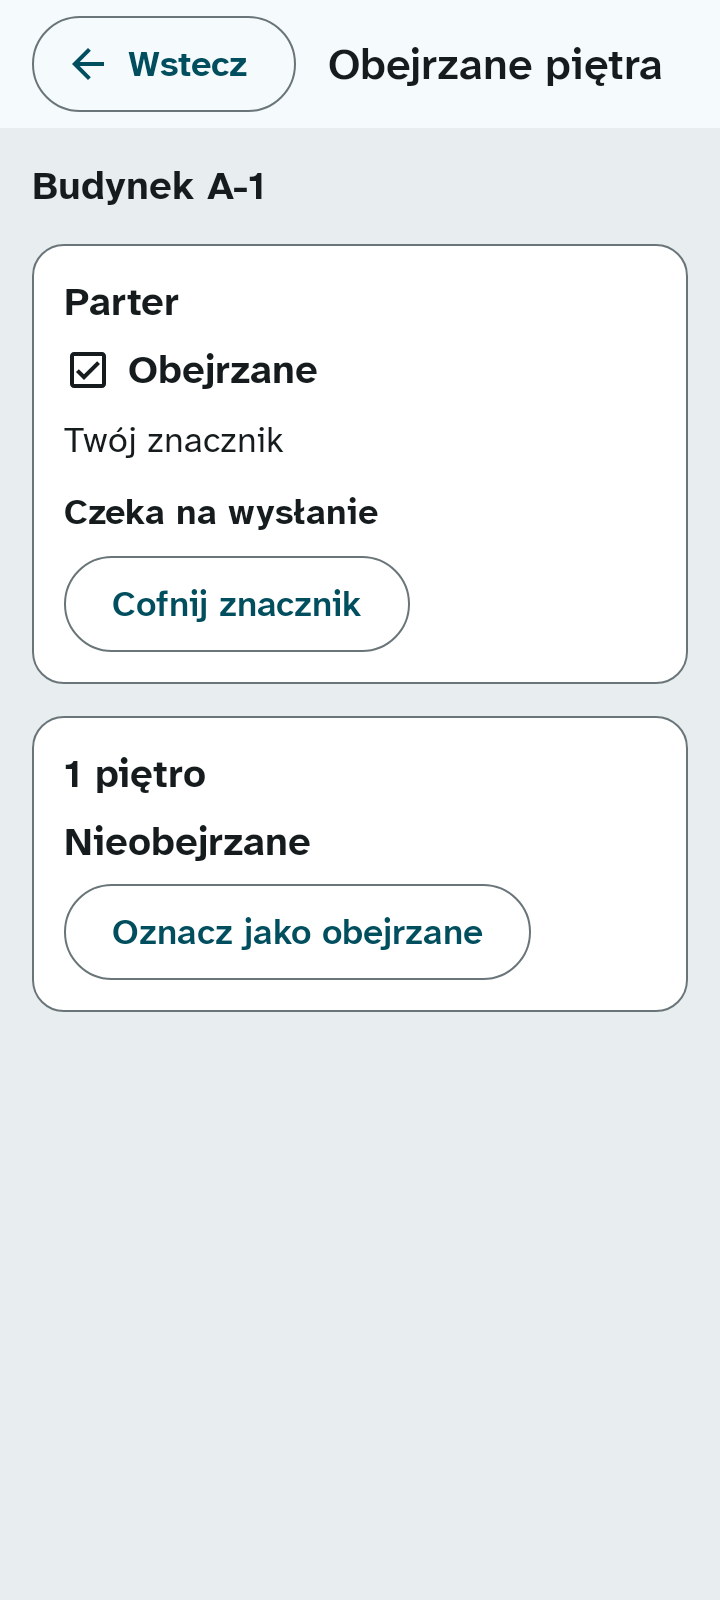 Wstecz
Obejrzane piętra
Budynek A-1
Parter
Obejrzane
Twój znacznik
Czeka na wysłanie
Cofnij znacznik
1 piętro
Nieobejrzane
Oznacz jako obejrzane